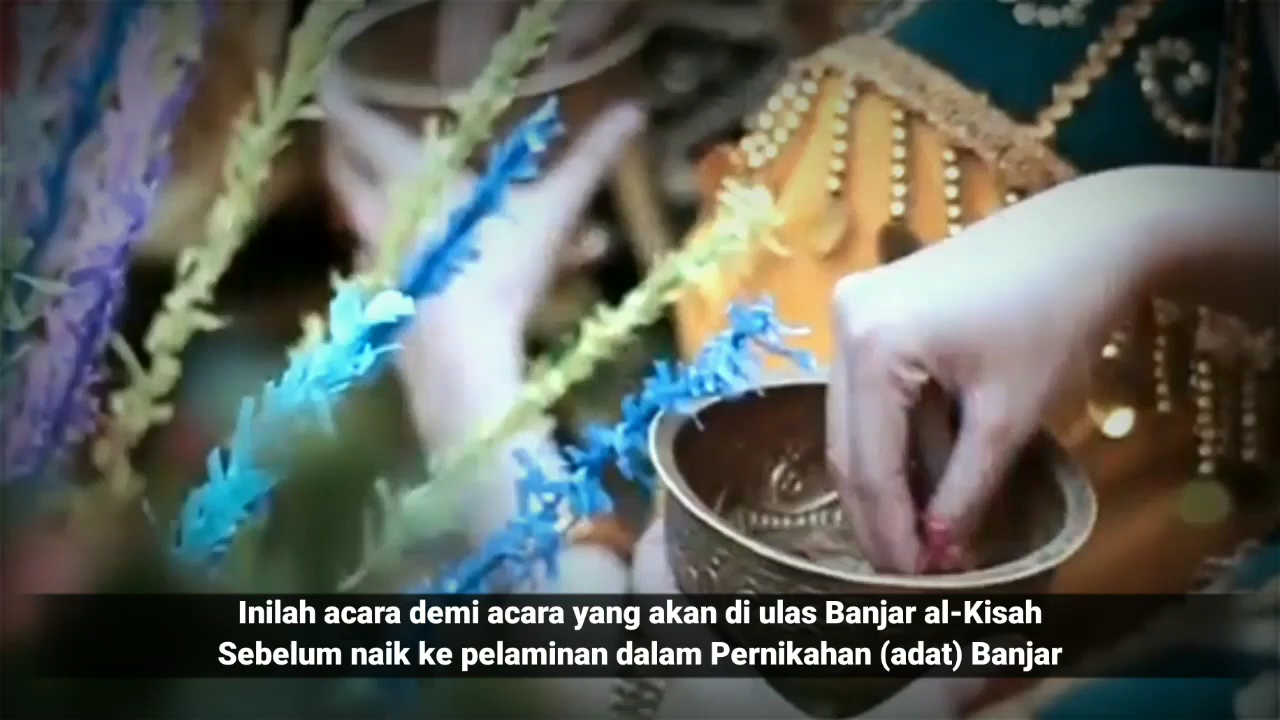 Inilah acara demi acara yang akan di ulas Banjar al-Kisah
Sebelum naik ke pelaminan dalam Pernikahan (adat) Banjar